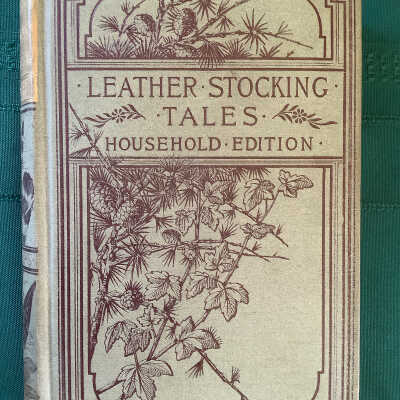 · LEATHER · STOCKING ·
· TALES ·
HOUSEHOLD · EDITION ·